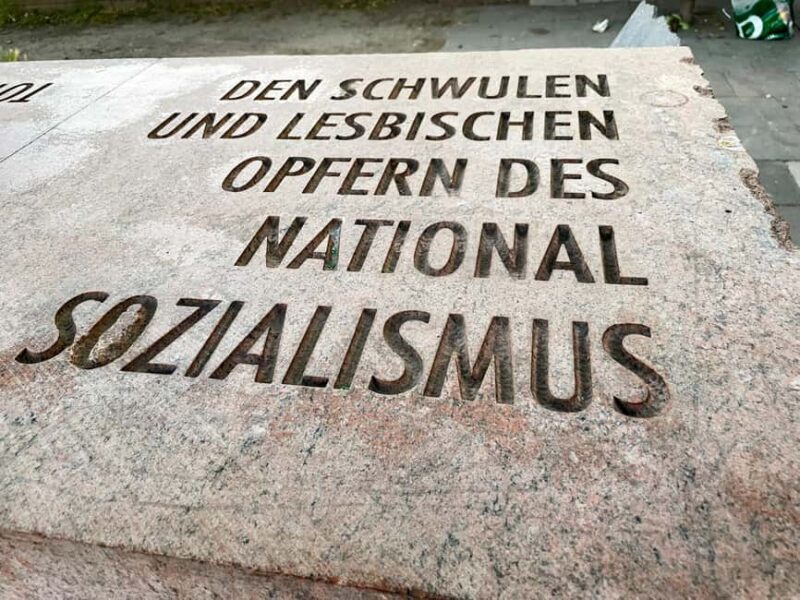 DEN SCHWULEN
UND LESBISCHEN
OPFERN DES
NATIONAL
SOZIALISMUS